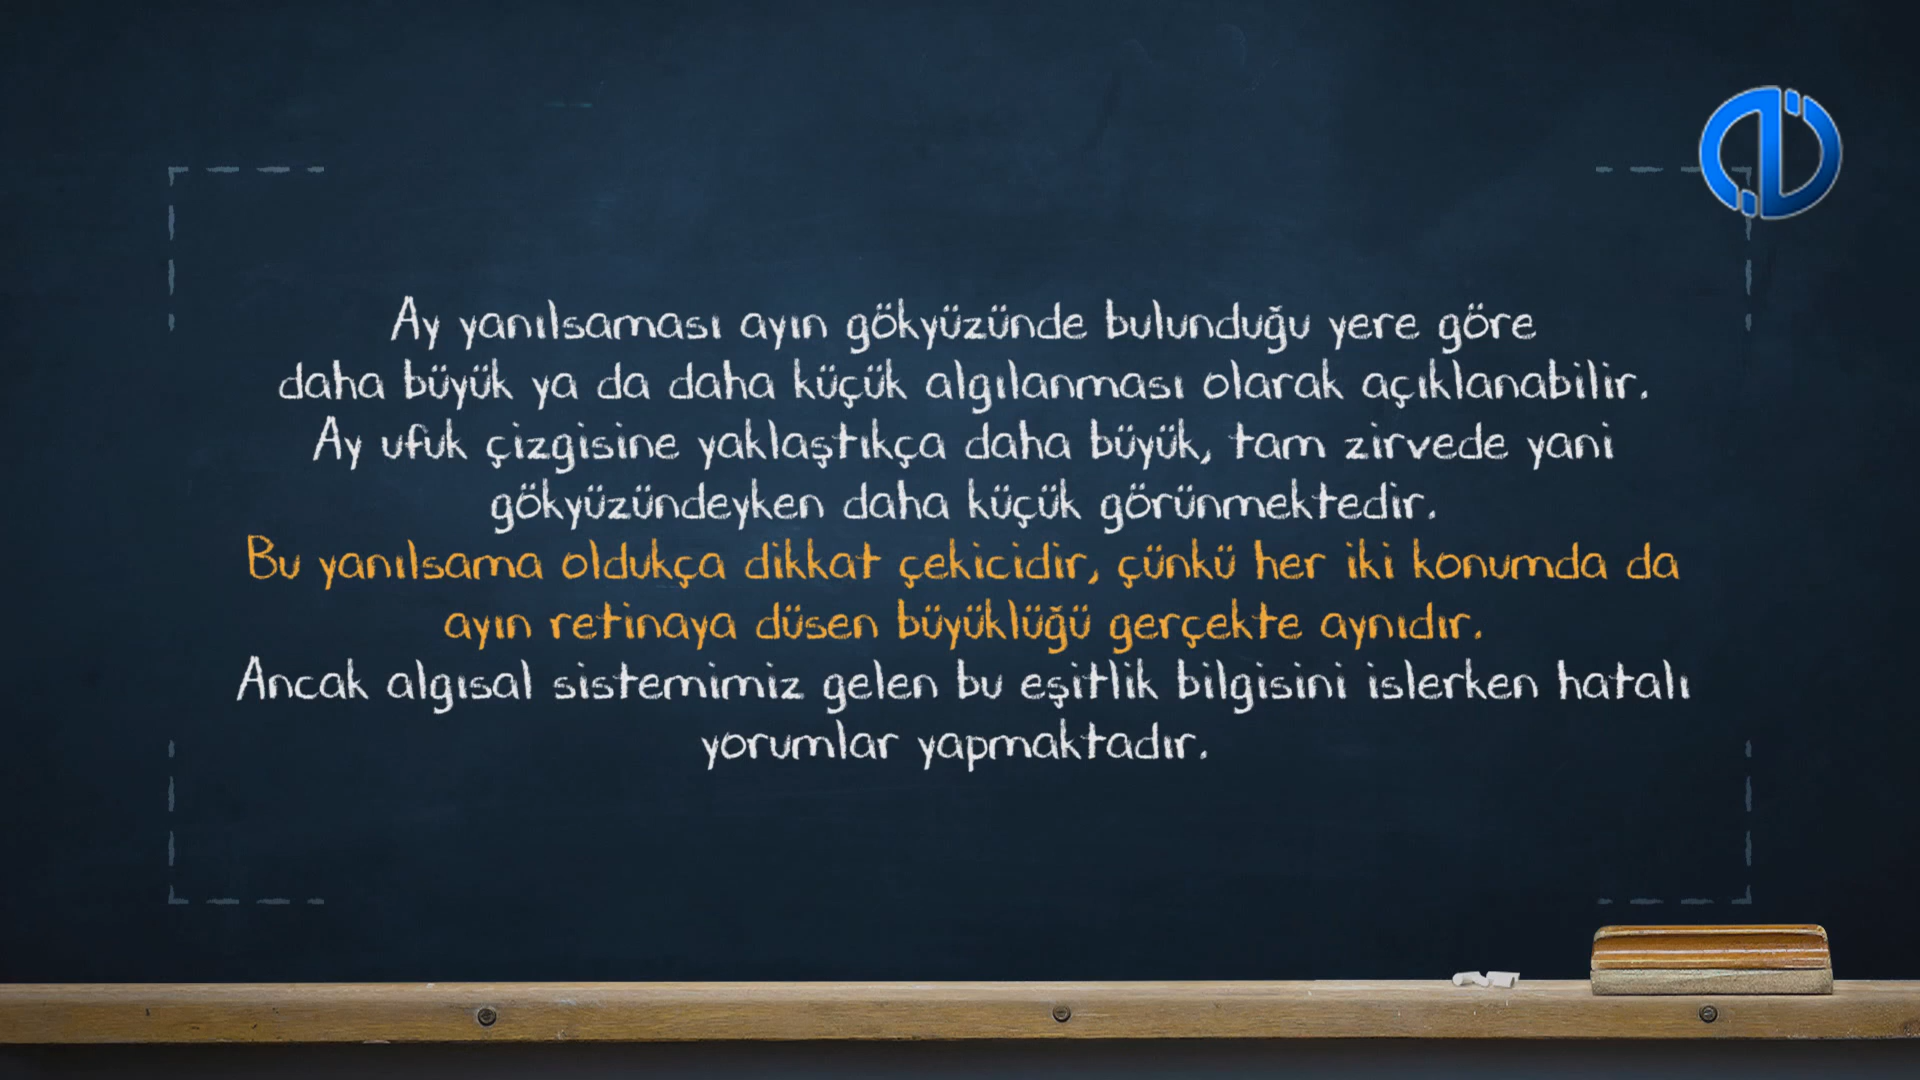 Ay yanılsaması ayın gökyüzünde bulunduğu yere göre
daha büyük ya da daha küçük algılanması olarak açıklanabilir.
Ay ufuk çizgisine yaklaştıkça daha büyük, tam zirvede yani
gökyüzündeyken daha küçük görünmektedir.
Bu yanılsama oldukça dikkat çekicidir, çünkü her iki konumda da
ayın retinaya düsen büyüklüğü gerçekte aynıdır.
Ancak algısal sistemimiz gelen bu eşitlik bilgisini islerken hatalı
yorumlar yapmaktadır.